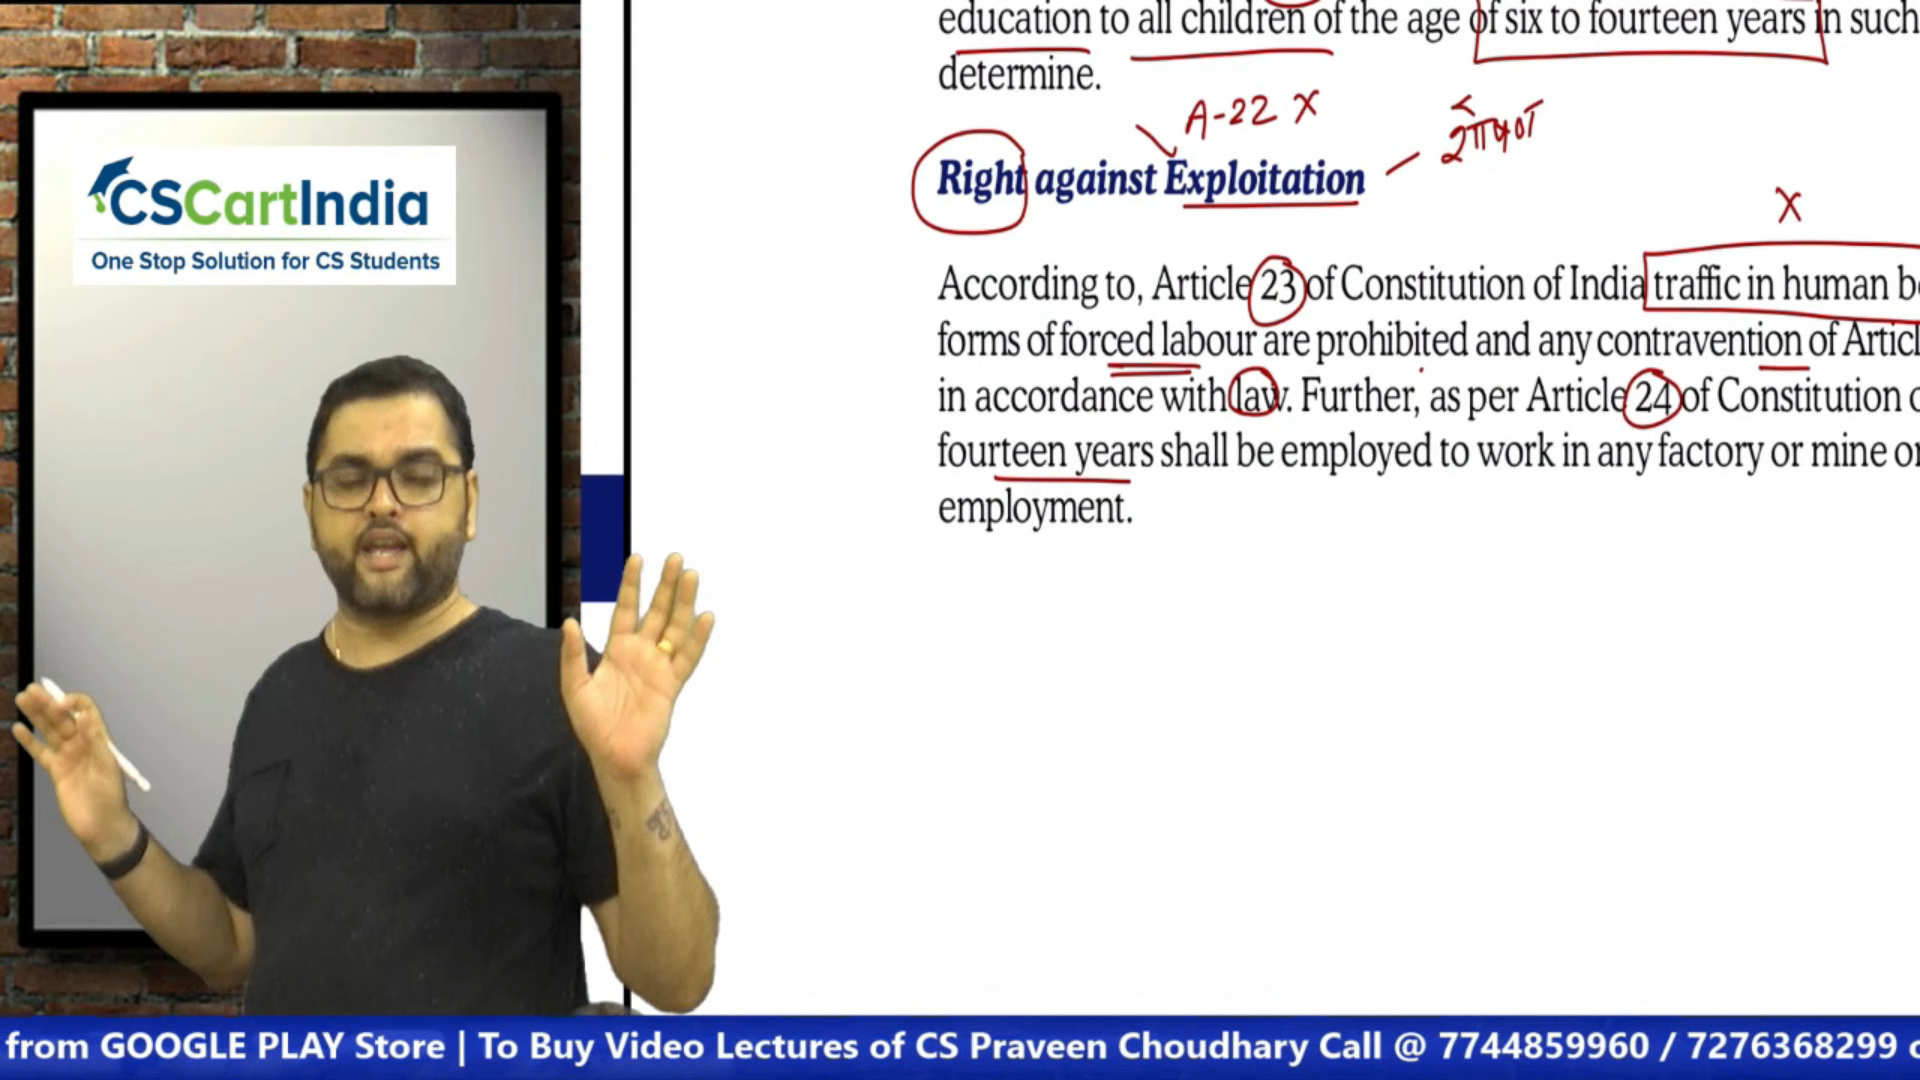 CSCartIndia
One Stop Solution for CS Students
education to all children of the age of six to fourteen years in such
determine.
A-22 X
शोषण
Right against Exploitation
X
According to, Article 23 of Constitution of India traffic in human b
forms of forced labour are prohibited and any contravention of Articl
in accordance with law. Further, as per Article 24 of Constitution o
fourteen years shall be employed to work in any factory or mine or
employment.
from GOOGLE PLAY Store | To Buy Video Lectures of CS Praveen Choudhary Call @ 7744859960 / 7276368299 o